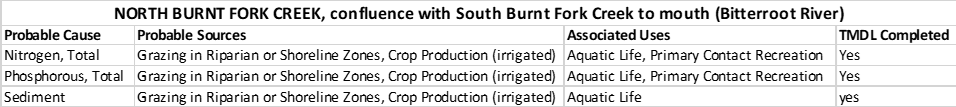 NORTH BURNT FORK CREEK, confluence with South Burnt Fork Creek to mouth (Bitterroot River)
Probable Cause Probable Sources Associated Uses TMDL Completed
Nitrogen, Total Grazing in Riparian or Shoreline Zones, Crop Production (irrigated) Aquatic Life, Primary Contact Recreation Yes
Phosphorous, Total Grazing in Riparian or Shoreline Zones, Crop Production (irrigated) Aquatic Life, Primary Contact Recreation Yes
Sediment Grazing in Riparian or Shoreline Zones, Crop Production (irrigated) Aquatic Life yes